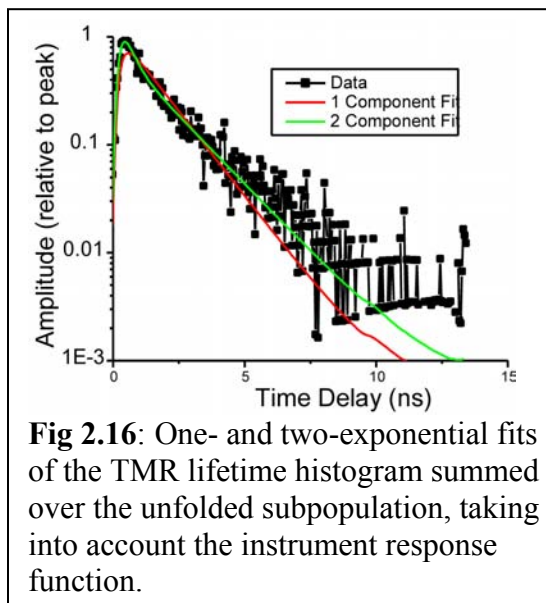 1
0.1
0.01
1E-3
Amplitude (relative to peak)
Data
1 Component Fit
2 Component Fit
0
5
10
15
Time Delay (ns)
Fig 2.16: One- and two-exponential fits
of the TMR lifetime histogram summed
over the unfolded subpopulation, taking
into account the instrument response
function.